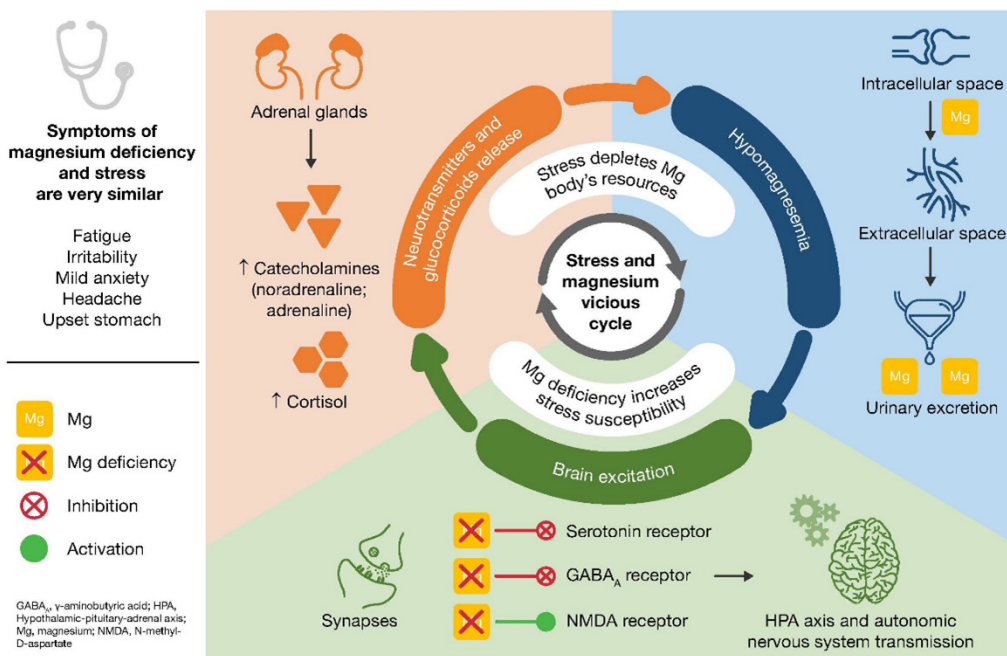 Symptoms of
magnesium deficiency
and stress
are very similar
Fatigue
Irritability
Mild anxiety
Headache
Upset stomach
Mg Mg
Mg deficiency
Inhibition
Activation
GABAA, γ-aminobutyric acid; HPA,
Hypothalamic-pituitary-adrenal axis;
Mg, magnesium; NMDA, N-methyl-
D-aspartate
Adrenal glands
↑ Catecholamines
(noradrenaline;
adrenaline)
↑ Cortisol
Neurotransmitters and
glucocorticoids release
Stress depletes Mg
body's resources
Hypomagnesemia
Stress and
magnesium
vicious
cycle
Mg deficiency increases
stress susceptibility
Brain excitation
Intracellular space
Mg
Extracellular space
Mg Mg
Urinary excretion
Synapses
Serotonin receptor
GABAA receptor
NMDA receptor
HPA axis and autonomic
nervous system transmission